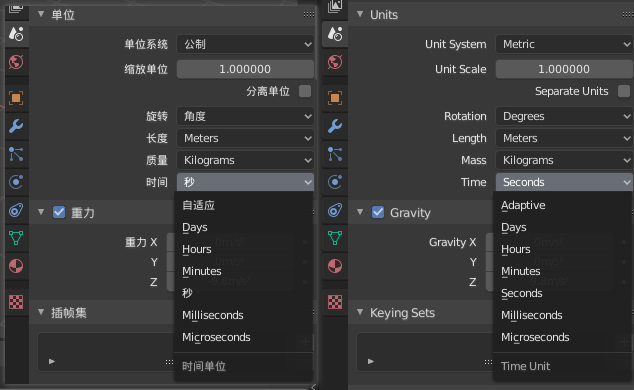 单位
单位系统 公制
缩放单位 1.000000
分离单位
旋转 角度
长度 Meters
质量 Kilograms
时间 秒
自适应
重力
Days
Hours
重力 X
Y
Minutes
Z
秒
插帧集
Milliseconds
Microseconds
时间单位
Units
Unit System Metric
Unit Scale 1.000000
Separate Units
Rotation Degrees
Length Meters
Mass Kilograms
Time Seconds
Adaptive
Gravity
Days
Hours
Gravity X
Y
Minutes
Z
Seconds
Keying Sets
Milliseconds
Microseconds
Time Unit